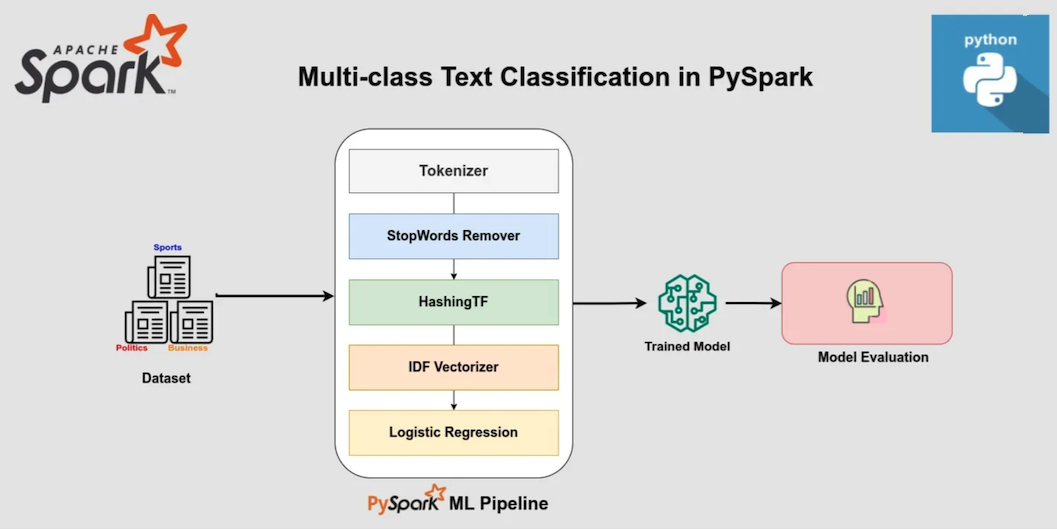 APACHE
Spark™
Multi-class Text Classification in PySpark
python
Tokenizer
StopWords Remover
HashingTF
IDF Vectorizer
Logistic Regression
PySpark ML Pipeline
Sports
Politics
Business
Dataset
Trained Model
Model Evaluation